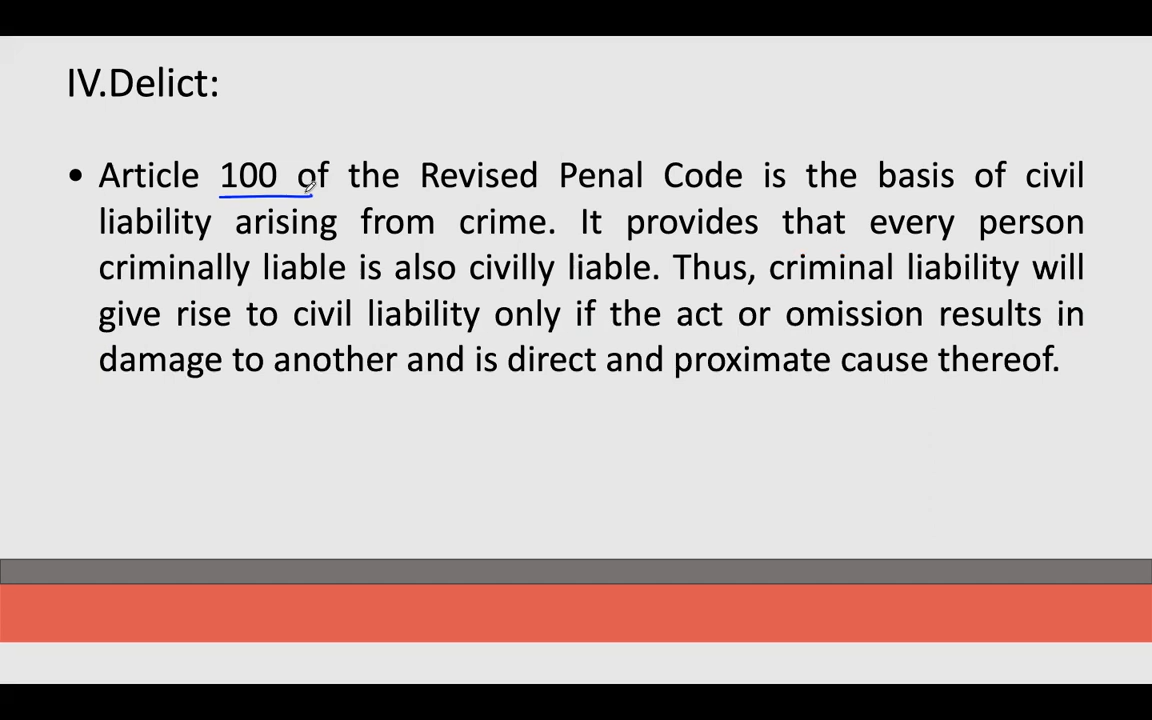 IV.Delict:
• Article 100 of the Revised Penal Code is the basis of civil
liability arising from crime. It provides that every person
criminally liable is also civilly liable. Thus, criminal liability will
give rise to civil liability only if the act or omission results in
damage to another and is direct and proximate cause thereof.